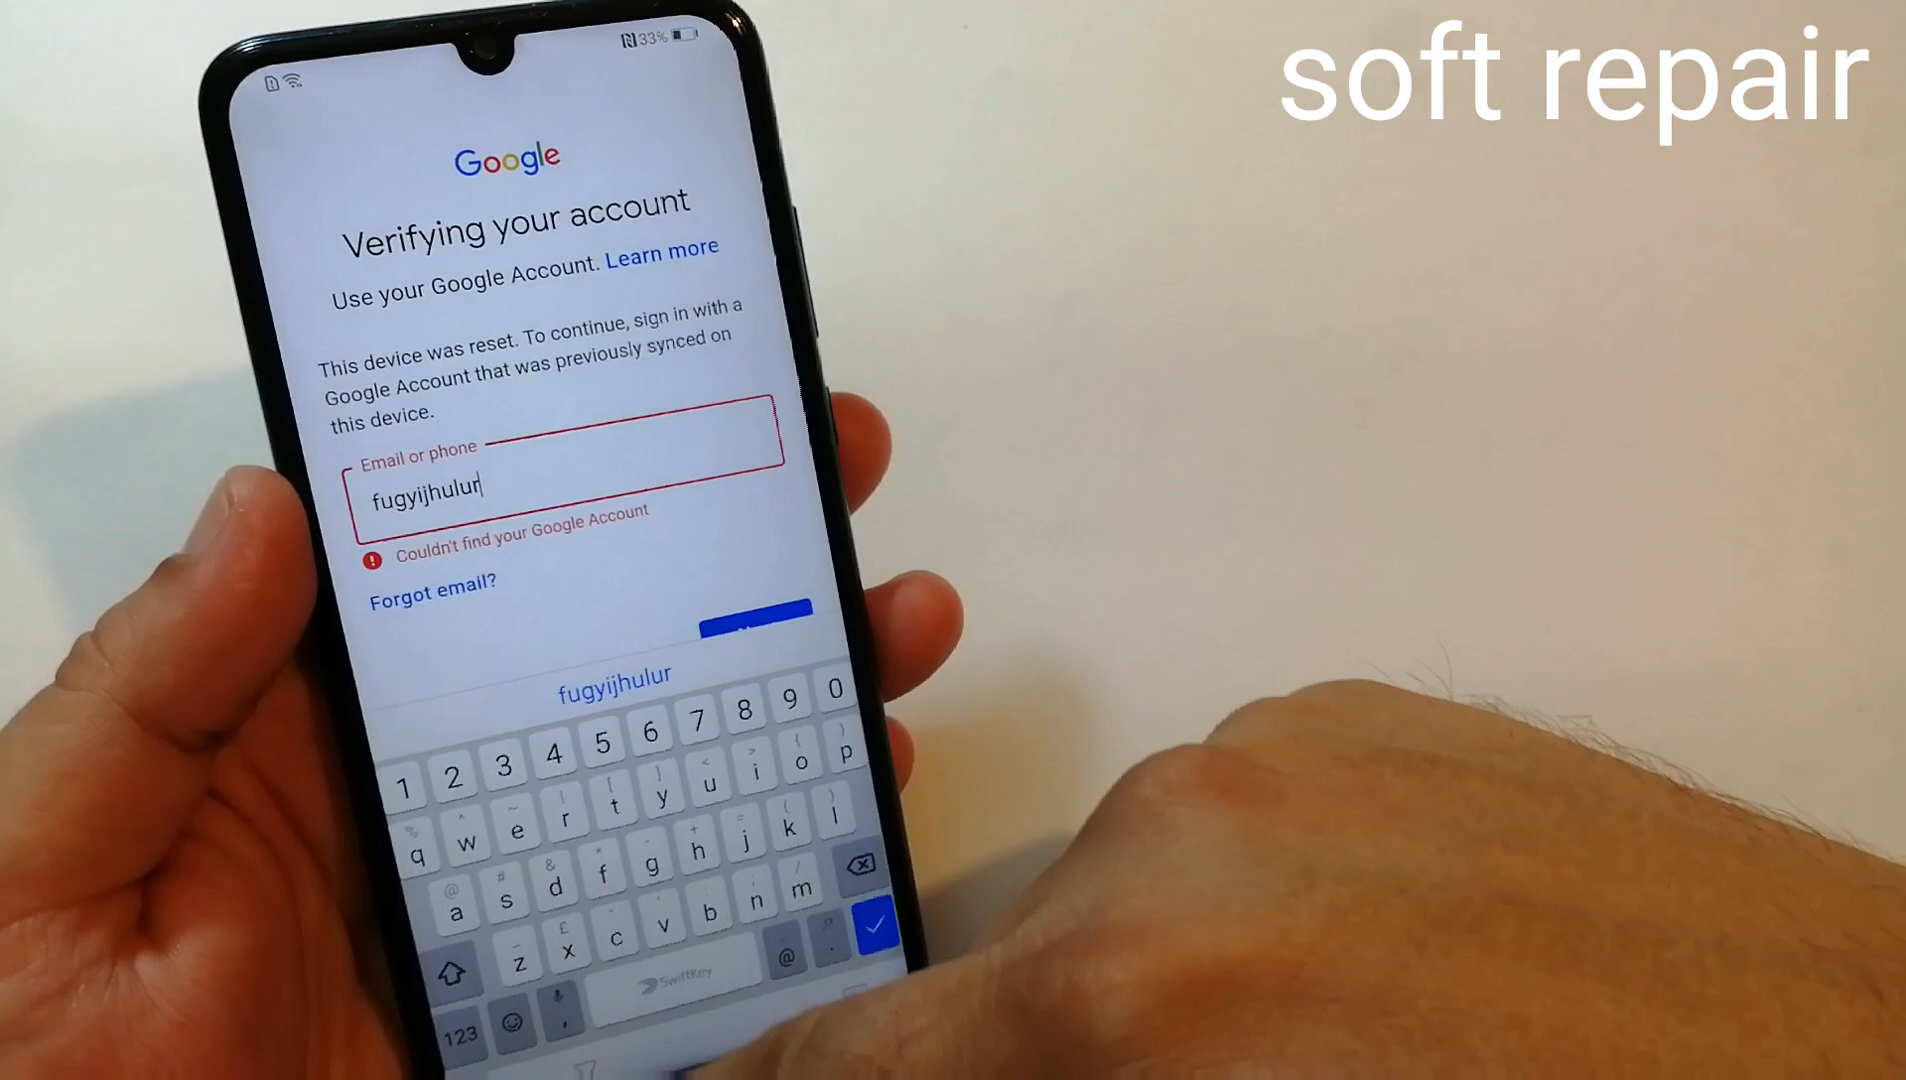 soft repair
33%
Google
Verifying your account
Use your Google Account. Learn more
This device was reset. To continue, sign in with a
Google Account that was previously synced on
this device.
Email or phone
fugyijhulur
Couldn't find your Google Account
Forgot email?
fugyijhulur
1 2 3 4 5 6 7 8 9 0
q w e r t y u i o p
a s d f g h j k l
z x c v b n m
123 , SwiftKey @ .